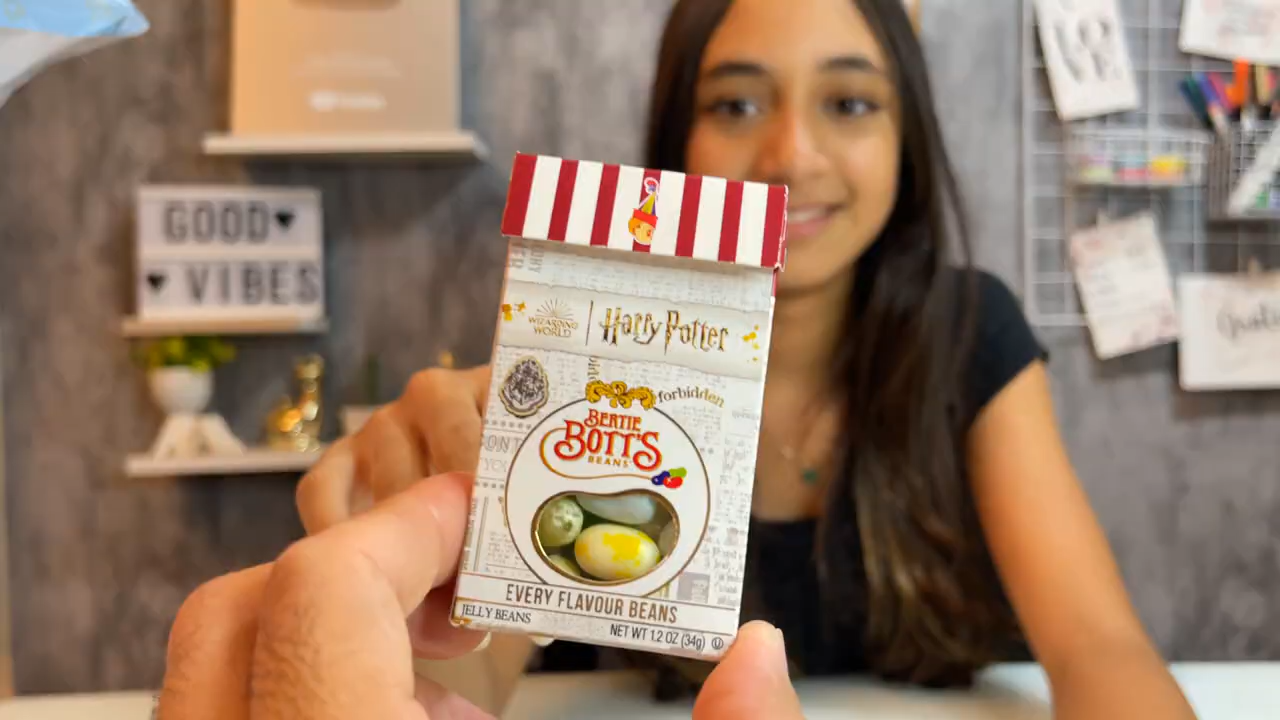 GOOD
VIBES
LOVE
WIZARDING
WORLD
Harry Potter
forbidden
BERTIE
BOTT'S
BEANS
EVERY FLAVOUR BEANS
JELLY BEANS
NET WT 1.2 OZ (34g)